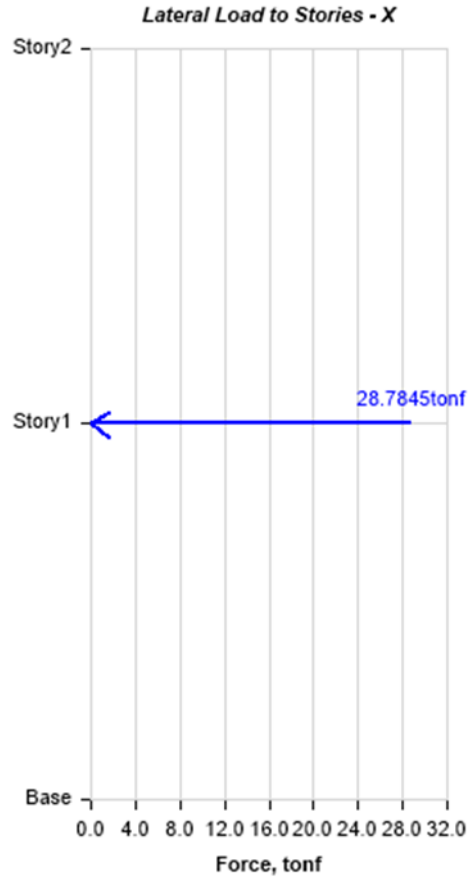 Lateral Load to Stories - X
Story2
28.7845tonf
Story1
Base
0.0 4.0 8.0 12.0 16.0 20.0 24.0 28.0 32.0
Force, tonf